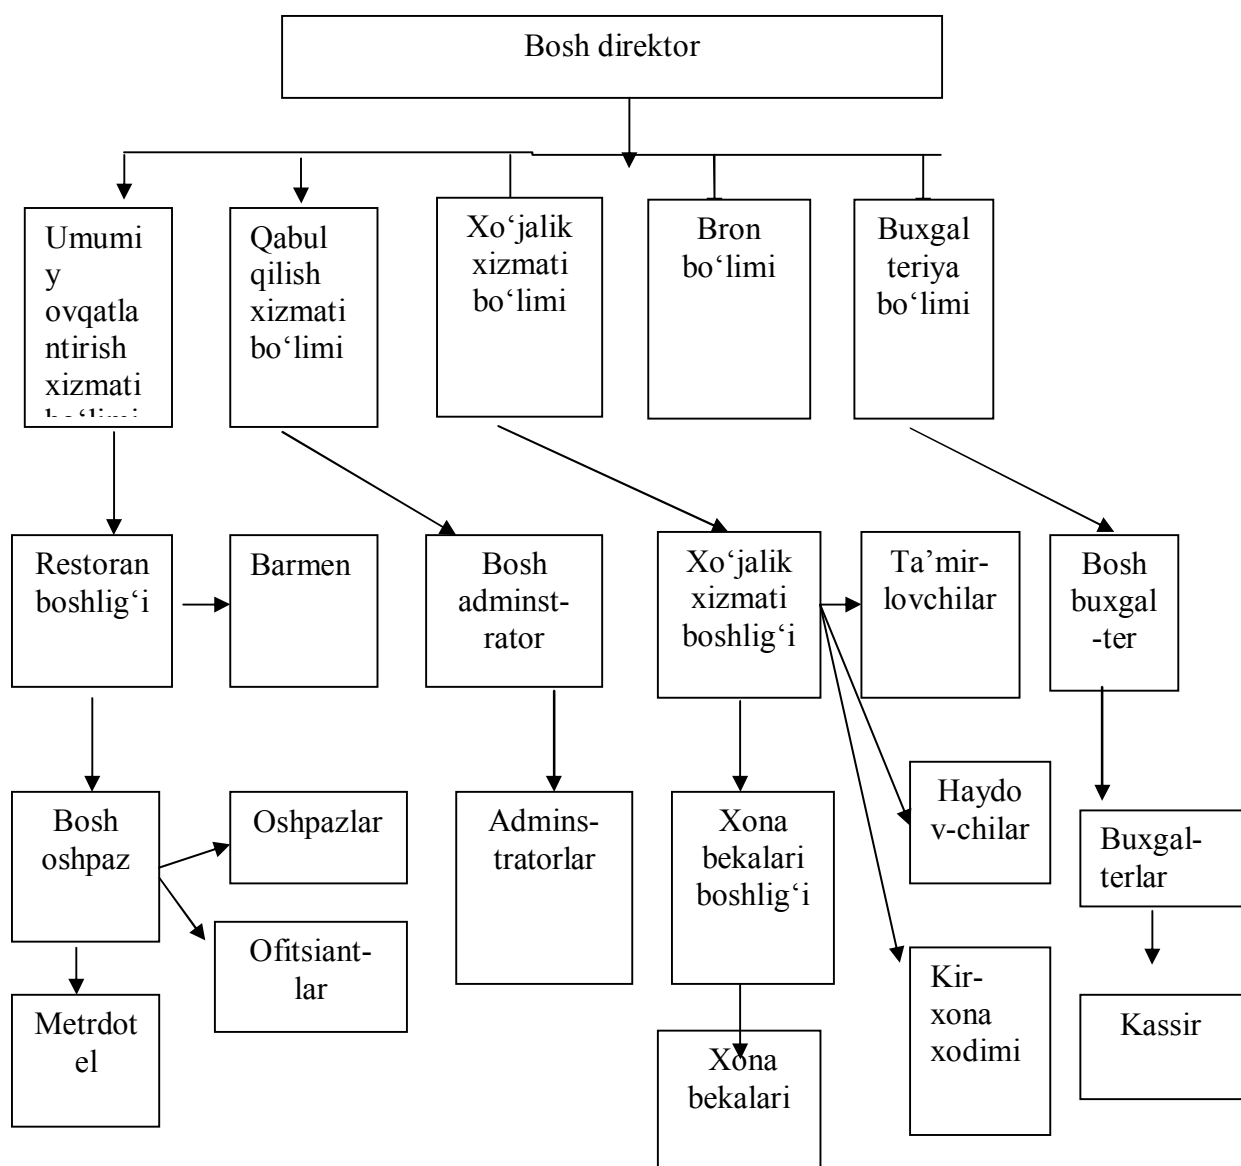 Bosh direktor
Umumi
y
ovqatla
ntirish
xizmati
bo‘limi
Qabul
qilish
xizmati
bo‘limi
Xo‘jalik
xizmati
bo‘limi
Bron
bo‘limi
Buxgal
teriya
bo‘limi
Restoran
boshlig‘i
Barmen
Bosh
adminst-
rator
Xo‘jalik
xizmati
boshlig‘i
Ta’mir-
lovchilar
Bosh
buxgal
-ter
Bosh
oshpaz
Oshpazlar
Ofitsiant-
lar
Metrdot
el
Admins-
tratorlar
Xona
bekalari
boshlig‘i
Xona
bekalari
Haydo
v-chilar
Kir-
xona
xodimi
Buxgal-
terlar
Kassir